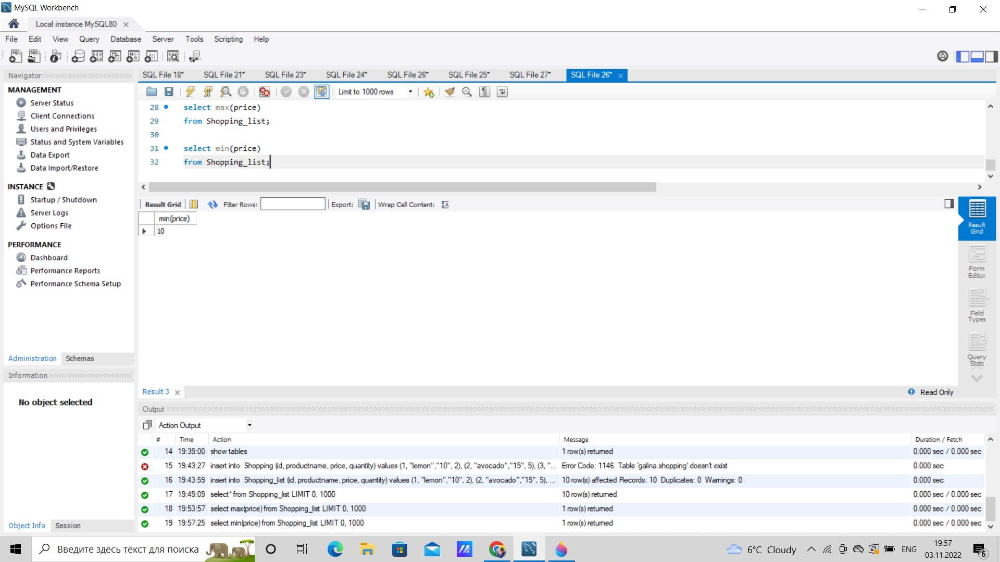 MySQL Workbench
Local instance MySQL80
File Edit View Query Database Server Tools Scripting Help
Navigator
MANAGEMENT
Server Status
Client Connections
Users and Privileges
Status and System Variables
Data Export
Data Import/Restore
INSTANCE
Startup / Shutdown
Server Logs
Options File
PERFORMANCE
Dashboard
Performance Reports
Performance Schema Setup
Administration Schemas
Information
No object selected
Object Info Session
SQL File 18* SQL File 21* SQL File 23* SQL File 24* SQL File 26* SQL File 25* SQL File 27* SQL File 26*
Limit to 1000 rows
28 select max(price)
29 from Shopping_list;
30
31 select min(price)
32 from Shopping_list;
Result Grid Filter Rows: Export: Wrap Cell Content:
min(price)
10
Result Grid
Form Editor
Field Types
Query Stats
Result 3 Read Only
Output
Action Output
# Time Action Message Duration / Fetch
14 19:39:00 show tables 1 row(s) returned 0.000 sec / 0.000 sec
15 19:43:27 insert into Shopping (id, productname, price, quantity) values (1, "lemon","10", 2), (2, "avocado","15", 5), (3, "... Error Code: 1146. Table 'galina.shopping' doesn't exist 0.000 sec
16 19:43:59 insert into Shopping_list (id, productname, price, quantity) values (1, "lemon","10", 2), (2, "avocado","15", 5), ... 10 row(s) affected Records: 10 Duplicates: 0 Warnings: 0 0.000 sec
17 19:49:09 select* from Shopping_list LIMIT 0, 1000 10 row(s) returned 0.000 sec / 0.000 sec
18 19:53:57 select max(price) from Shopping_list LIMIT 0, 1000 1 row(s) returned 0.000 sec / 0.000 sec
19 19:57:25 select min(price) from Shopping_list LIMIT 0, 1000 1 row(s) returned 0.000 sec / 0.000 sec
Введите здесь текст для поиска
6°C Cloudy
ENG
19:57
03.11.2022
6